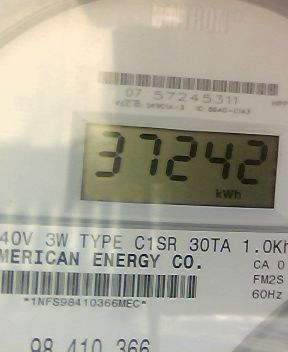 07 57245311
37242
kWh
40V 3W TYPE C1SR 30TA 1.0Kh
MERICAN ENERGY CO.
CA 0
FM2S
60Hz
*1NFS98410366MEC*
98 410 366